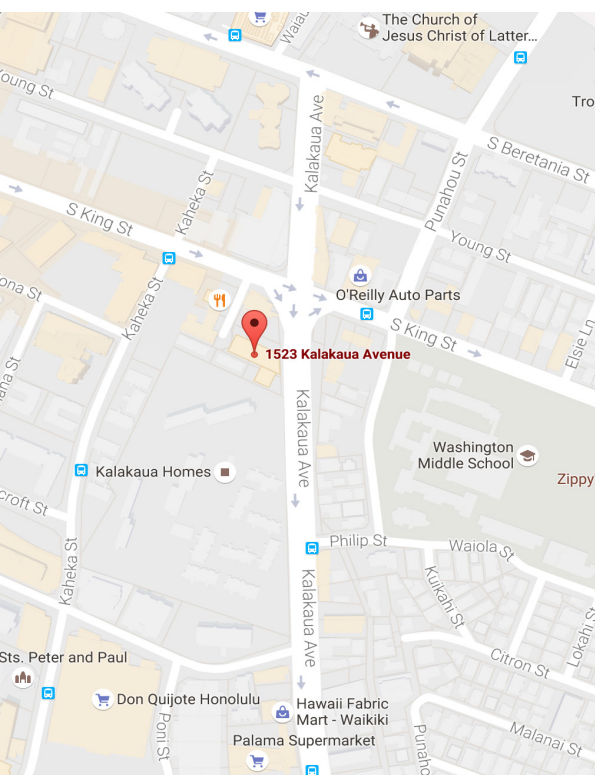 The Church of
Jesus Christ of Latter...
Waiau
Tro
Young St
Kalakaua Ave
S Beretania St
Punahou St
Kaheka St
S King St
Young St
ona St
Kaheka St
O'Reilly Auto Parts
S King St
Elsie Ln
1523 Kalakaua Avenue
ana St
Kalakaua Ave
Washington
Middle School
Kalakaua Homes
Zippy'
croft St
Philip St
Waiola St
Kaheka St
Kalakaua Ave
Kuikahi St
Lokahi S
Citron St
Sts. Peter and Paul
Don Quijote Honolulu
Hawaii Fabric
Mart - Waikiki
Poni St
Punaho
Malanai St
Palama Supermarket